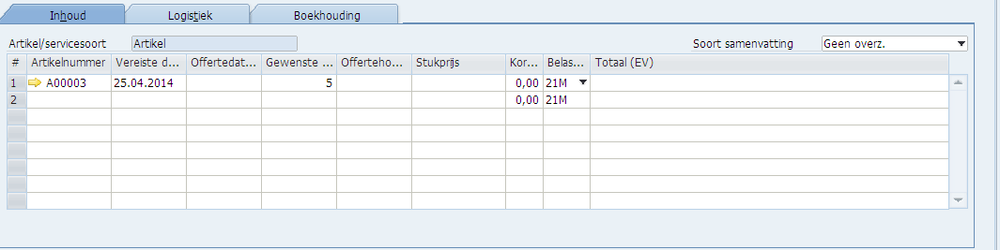 Inhoud Logistiek Boekhouding
Artikel/servicesoort Artikel Soort samenvatting Geen overz.
# Artikelnummer Vereiste d... Offertedat... Gewenste ... Offerteho... Stukprijs Kor... Belas... Totaal (EV)
1 A00003 25.04.2014 5 0,00 21M
2 0,00 21M